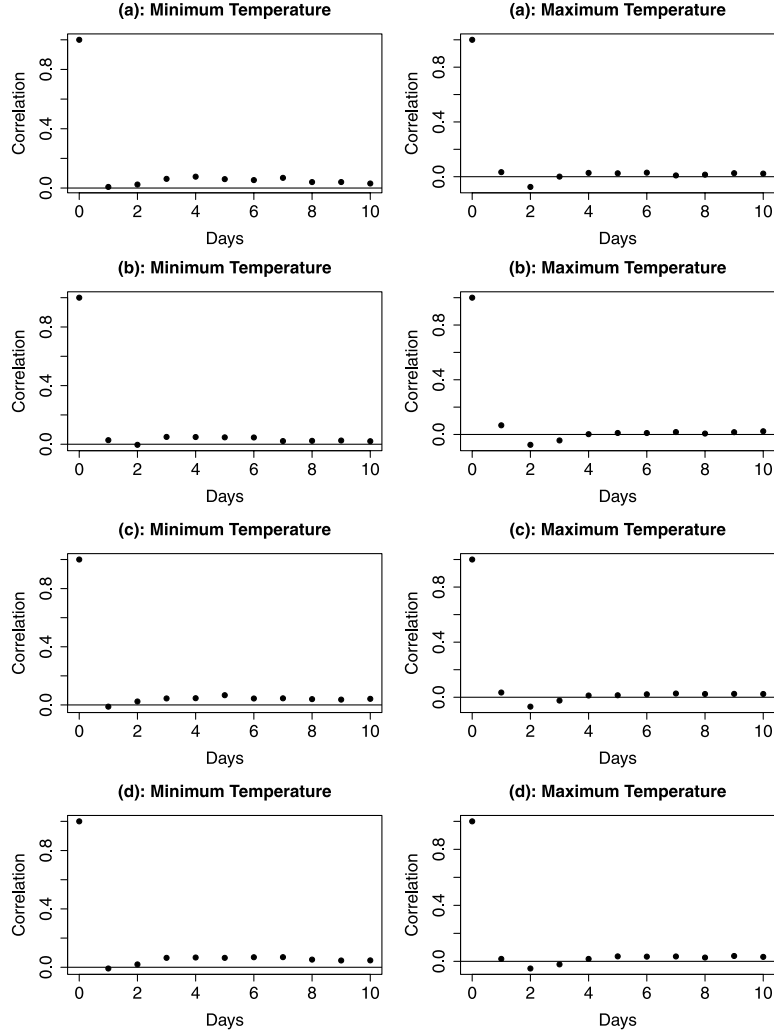 (a): Minimum Temperature
Correlation
0.0 0.4 0.8
0 2 4 6 8 10
Days
(a): Maximum Temperature
Correlation
0.0 0.4 0.8
0 2 4 6 8 10
Days
(b): Minimum Temperature
Correlation
0.0 0.4 0.8
0 2 4 6 8 10
Days
(b): Maximum Temperature
Correlation
0.0 0.4 0.8
0 2 4 6 8 10
Days
(c): Minimum Temperature
Correlation
0.0 0.4 0.8
0 2 4 6 8 10
Days
(c): Maximum Temperature
Correlation
0.0 0.4 0.8
0 2 4 6 8 10
Days
(d): Minimum Temperature
Correlation
0.0 0.4 0.8
0 2 4 6 8 10
Days
(d): Maximum Temperature
Correlation
0.0 0.4 0.8
0 2 4 6 8 10
Days